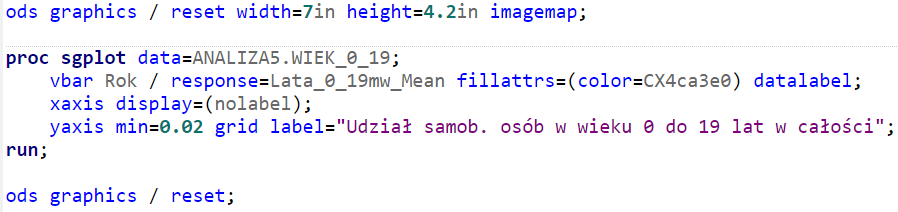 ods graphics / reset width=7in height=4.2in imagemap;
proc sgplot data=ANALIZA5.WIEK_0_19;
vbar Rok / response=Lata_0_19mw_Mean fillattrs=(color=CX4ca3e0) datalabel;
xaxis display=(nolabel);
yaxis min=0.02 grid label="Udział samob. osób w wieku 0 do 19 lat w całości";
run;
ods graphics / reset;